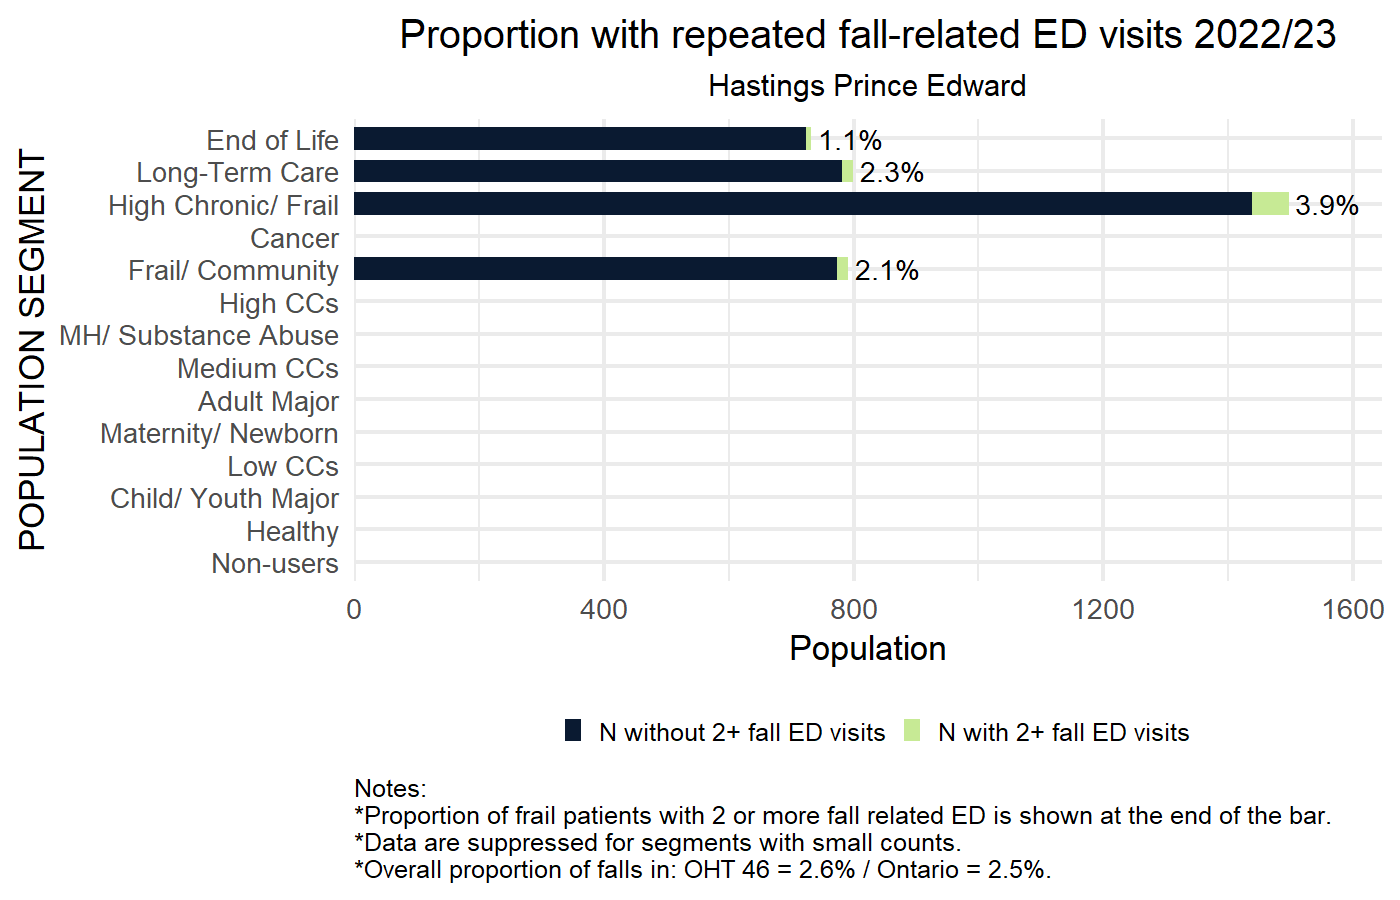 Proportion with repeated fall-related ED visits 2022/23
Hastings Prince Edward
POPULATION SEGMENT
End of Life 1.1%
Long-Term Care 2.3%
High Chronic/ Frail 3.9%
Cancer
Frail/ Community 2.1%
High CCs
MH/ Substance Abuse
Medium CCs
Adult Major
Maternity/ Newborn
Low CCs
Child/ Youth Major
Healthy
Non-users
0 400 800 1200 1600
Population
N without 2+ fall ED visits N with 2+ fall ED visits
Notes:
*Proportion of frail patients with 2 or more fall related ED is shown at the end of the bar.
*Data are suppressed for segments with small counts.
*Overall proportion of falls in: OHT 46 = 2.6% / Ontario = 2.5%.